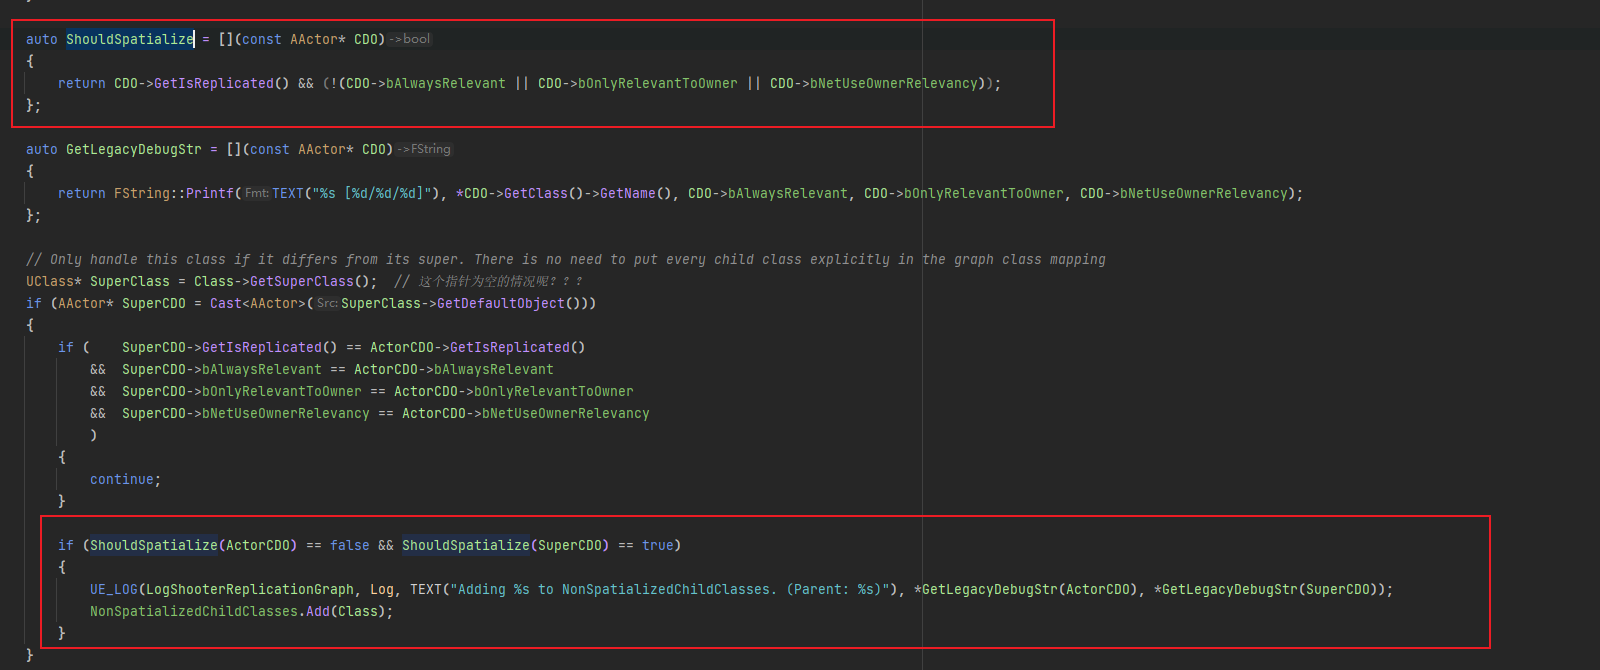 auto ShouldSpatialize = [](const AActor* CDO) ->bool
{
    return CDO->GetIsReplicated() && (!(CDO->bAlwaysRelevant || CDO->bOnlyRelevantToOwner || CDO->bNetUseOwnerRelevancy));
};
auto GetLegacyDebugStr = [](const AActor* CDO) ->FString
{
    return FString::Printf( Fmt: TEXT("%s [%d/%d/%d]"), *CDO->GetClass()->GetName(), CDO->bAlwaysRelevant, CDO->bOnlyRelevantToOwner, CDO->bNetUseOwnerRelevancy);
};
// Only handle this class if it differs from its super. There is no need to put every child class explicitly in the graph class mapping
UClass* SuperClass = Class->GetSuperClass();  // 这个指针为空的情况呢？？？
if (AActor* SuperCDO = Cast<AActor>( Src: SuperClass->GetDefaultObject()))
{
    if (    SuperCDO->GetIsReplicated() == ActorCDO->GetIsReplicated()
        &&  SuperCDO->bAlwaysRelevant == ActorCDO->bAlwaysRelevant
        &&  SuperCDO->bOnlyRelevantToOwner == ActorCDO->bOnlyRelevantToOwner
        &&  SuperCDO->bNetUseOwnerRelevancy == ActorCDO->bNetUseOwnerRelevancy
        )
    {
        continue;
    }
    if (ShouldSpatialize(ActorCDO) == false && ShouldSpatialize(SuperCDO) == true)
    {
        UE_LOG(LogShooterReplicationGraph, Log, TEXT("Adding %s to NonSpatializedChildClasses. (Parent: %s)"), *GetLegacyDebugStr(ActorCDO), *GetLegacyDebugStr(SuperCDO));
        NonSpatializedChildClasses.Add(Class);
    }
}